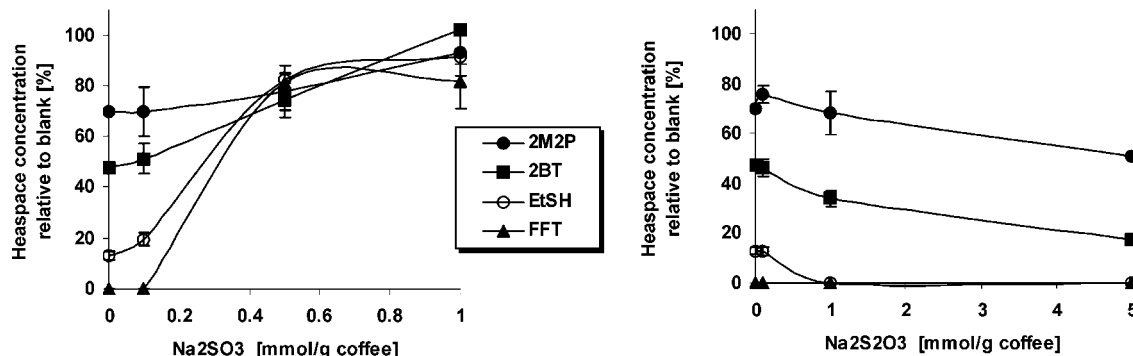 Heaspace concentration
relative to blank [%]
100
80
60
40
20
0
0 0.2 0.4 0.6 0.8 1
Na2SO3 [mmol/g coffee]
2M2P
2BT
EtSH
FFT
Heaspace concentration
relative to blank [%]
100
80
60
40
20
0
0 1 2 3 4 5
Na2S2O3 [mmol/g coffee]